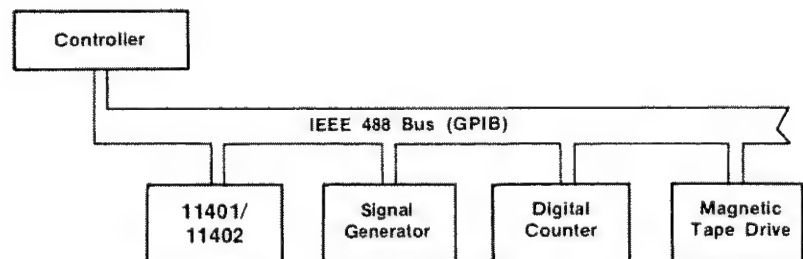 Controller
IEEE 488 Bus (GPIB)
11401/
11402
Signal
Generator
Digital
Counter
Magnetic
Tape Drive